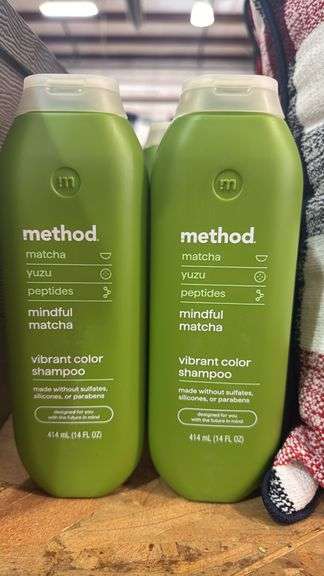 m
method.
matcha
yuzu
peptides
mindful
matcha
vibrant color
shampoo
made without sulfates,
silicones, or parabens
designed for you
with the future in mind
414 mL (14 FL OZ)
m
method.
matcha
yuzu
peptides
mindful
matcha
vibrant color
shampoo
made without sulfates,
silicones, or parabens
designed for you
with the future in mind
414 mL (14 FL OZ)